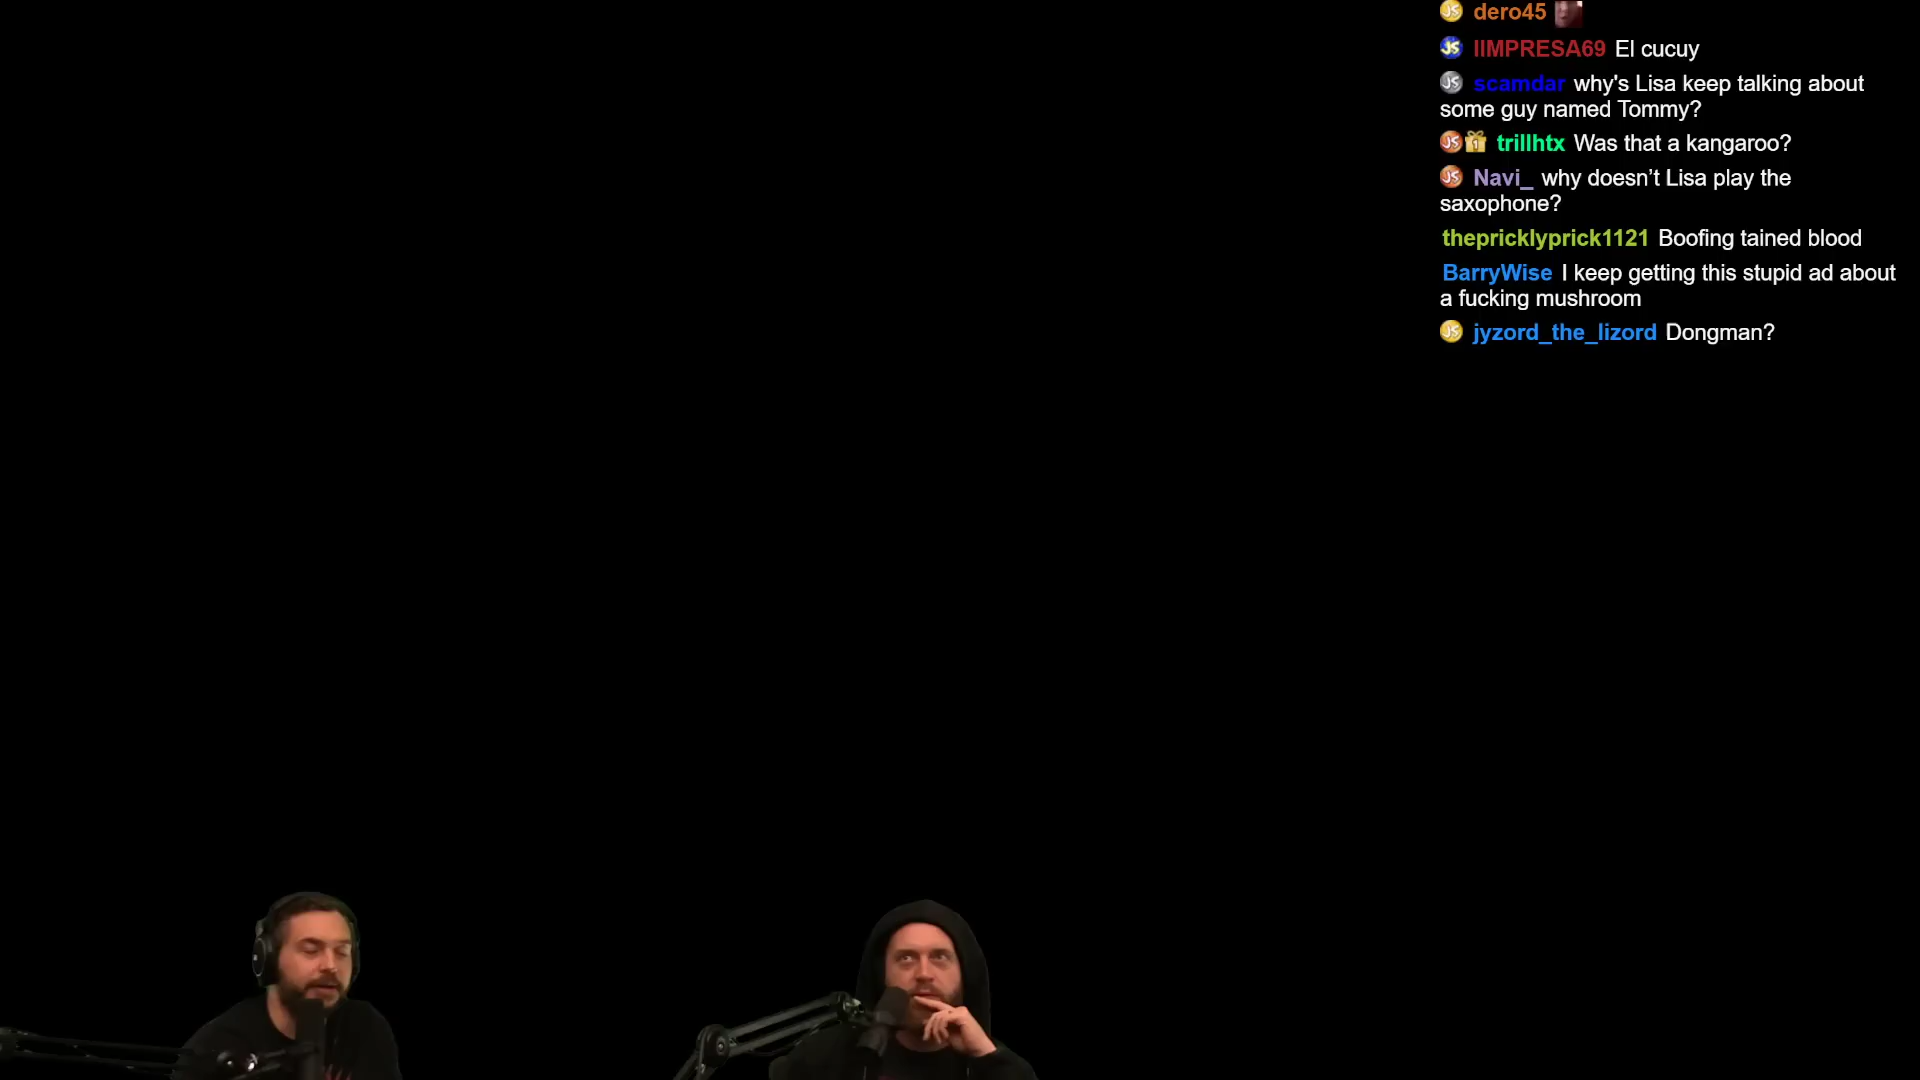 dero45
IIMPRESA69 El cucuy
scamdar why's Lisa keep talking about
some guy named Tommy?
trillhtx Was that a kangaroo?
Navi_ why doesn’t Lisa play the
saxophone?
thepricklyprick1121 Boofing tained blood
BarryWise I keep getting this stupid ad about
a fucking mushroom
jyzord_the_lizord Dongman?